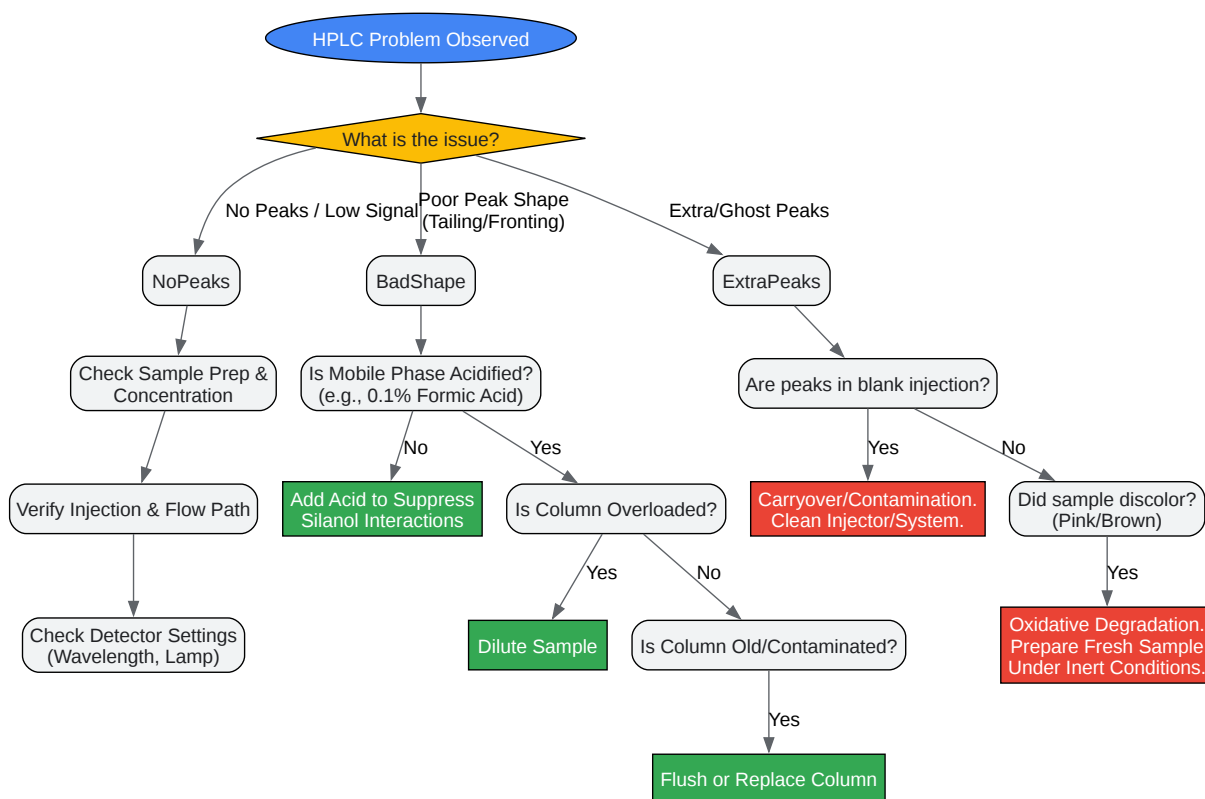 HPLC Problem Observed
What is the issue?
No Peaks / Low Signal
Poor Peak Shape
(Tailing/Fronting)
Extra/Ghost Peaks
NoPeaks
BadShape
ExtraPeaks
Check Sample Prep &
Concentration
Is Mobile Phase Acidified?
(e.g., 0.1% Formic Acid)
Are peaks in blank injection?
No
Yes
Yes
No
Verify Injection & Flow Path
Add Acid to Suppress
Silanol Interactions
Is Column Overloaded?
Carryover/Contamination.
Clean Injector/System.
Did sample discolor?
(Pink/Brown)
Yes
No
Yes
Check Detector Settings
(Wavelength, Lamp)
Dilute Sample
Is Column Old/Contaminated?
Oxidative Degradation.
Prepare Fresh Sample
Under Inert Conditions.
Yes
Flush or Replace Column